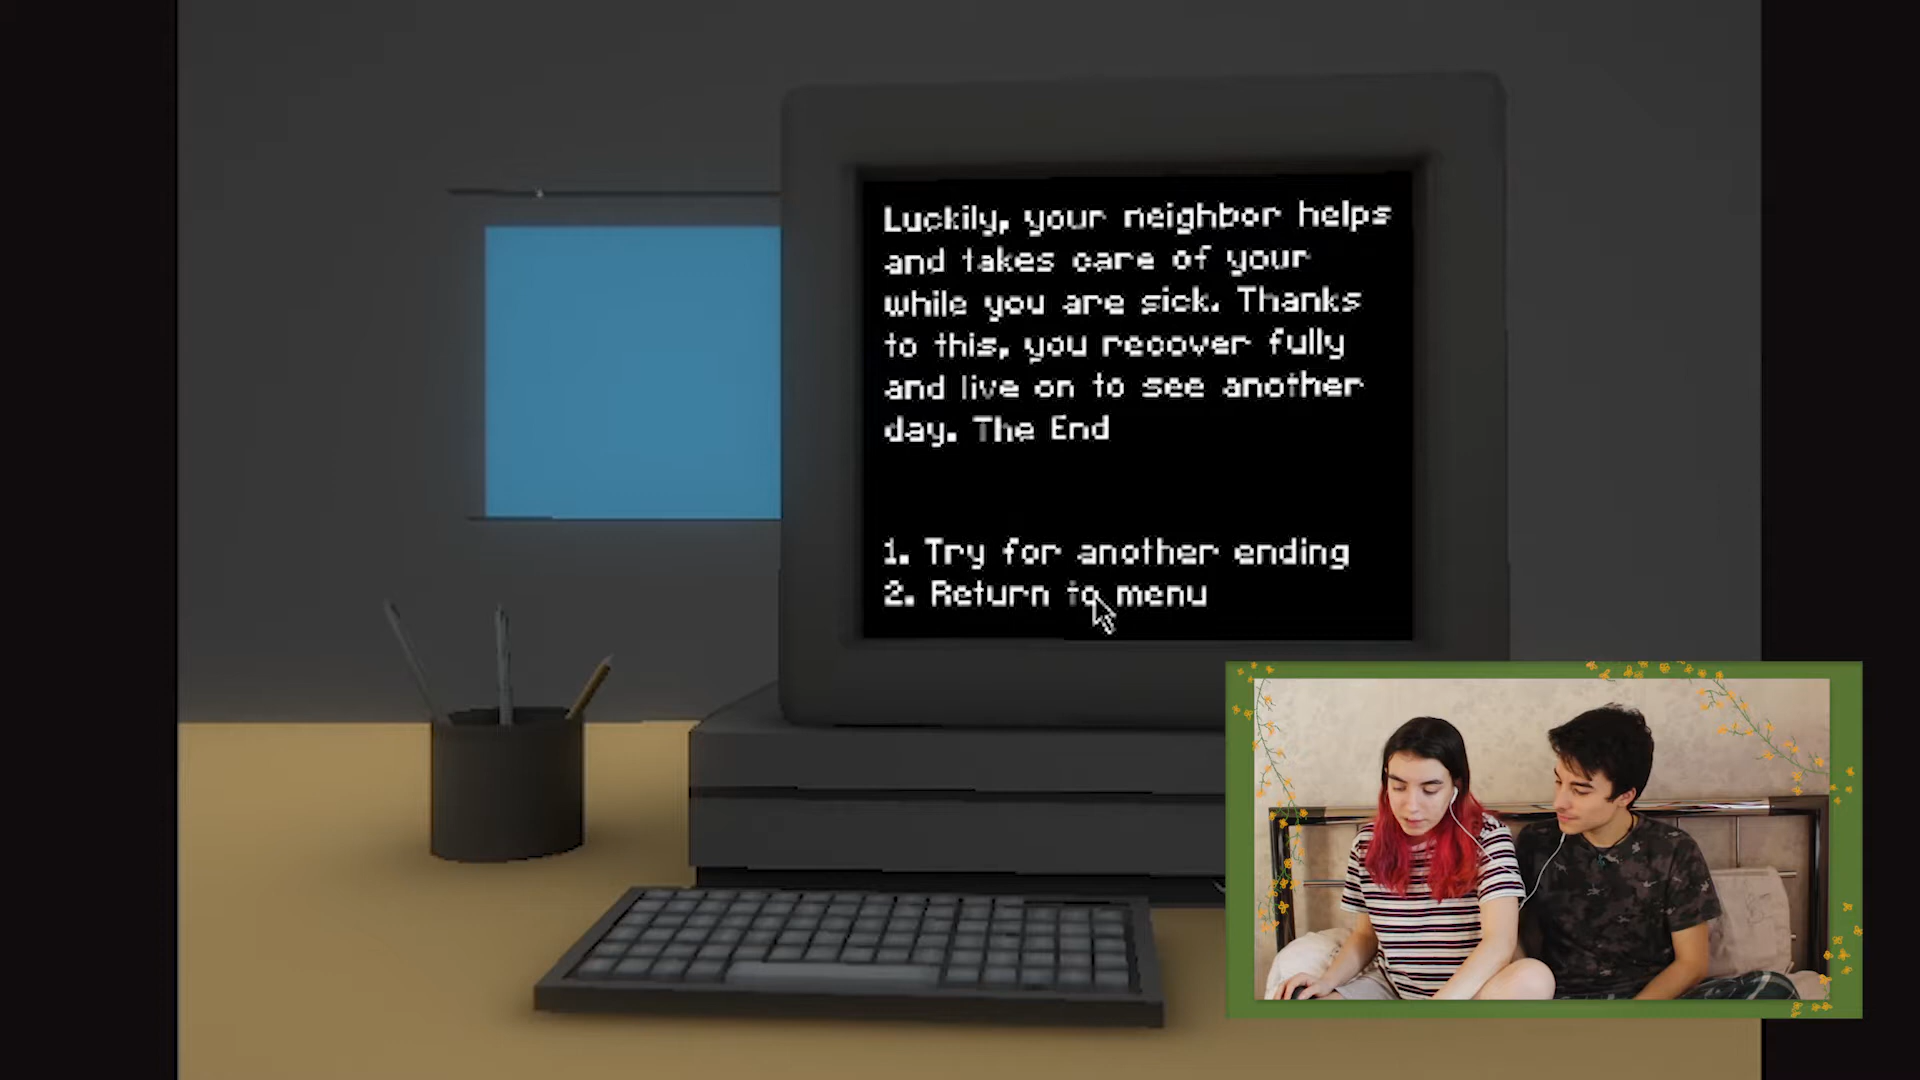 Luckily, your neighbor helps
and takes care of your
while you are sick. Thanks
to this, you recover fully
and live on to see another
day. The End
1. Try for another ending
2. Return to menu